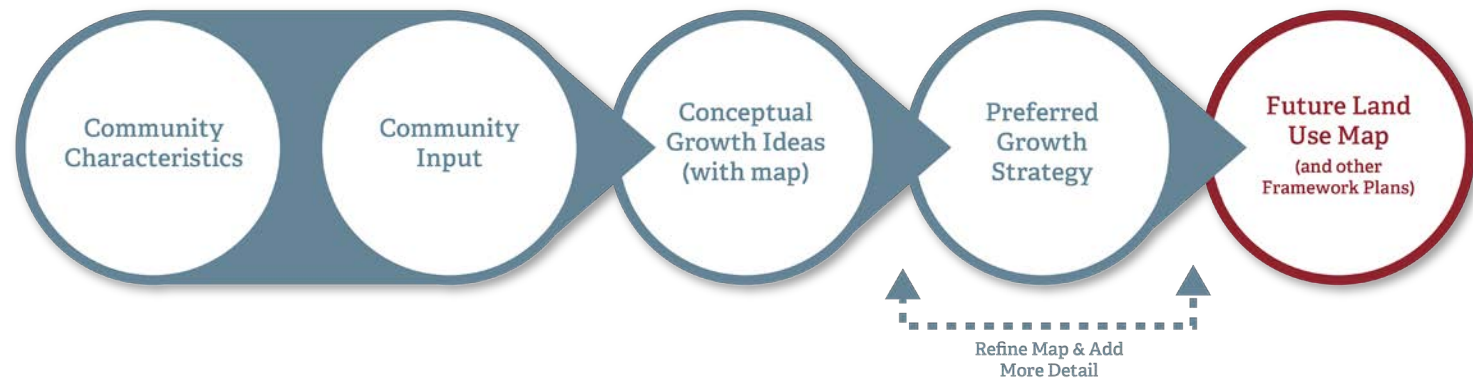 Community
Characteristics
Community
Input
Conceptual
Growth Ideas
(with map)
Preferred
Growth
Strategy
Future Land
Use Map
(and other
Framework Plans)
Refine Map & Add
More Detail